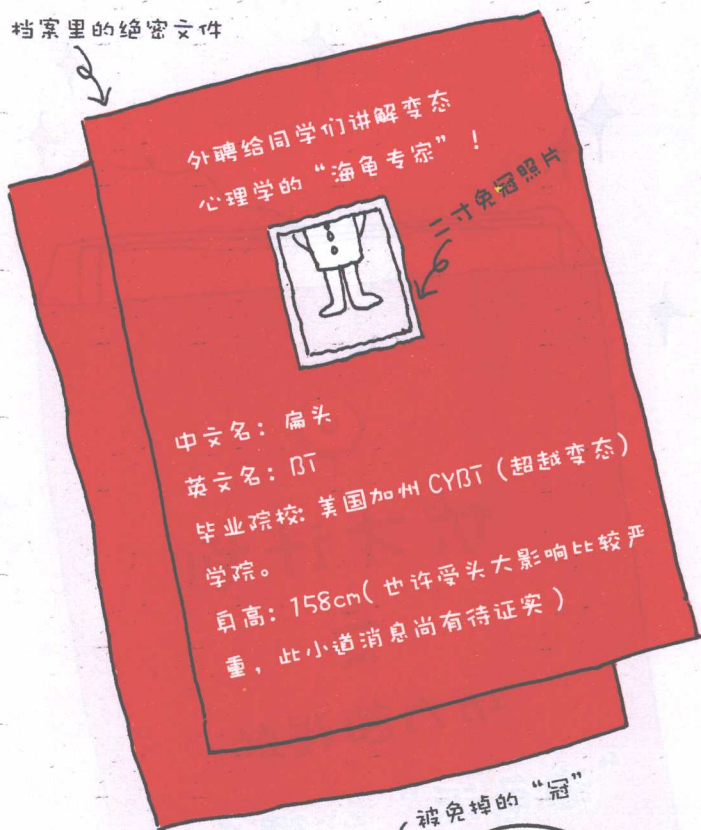 档案里的绝密文件
外聘给同学们讲解变态
心理学的“海龟专家”！
二寸免冠照片
中文名：扁头
英文名：BT
毕业院校：美国加州CYBT（超越变态）
学院。
身高：158cm（也许受头大影响比较严
重，此小道消息尚有待证实）
被免掉的“冠”